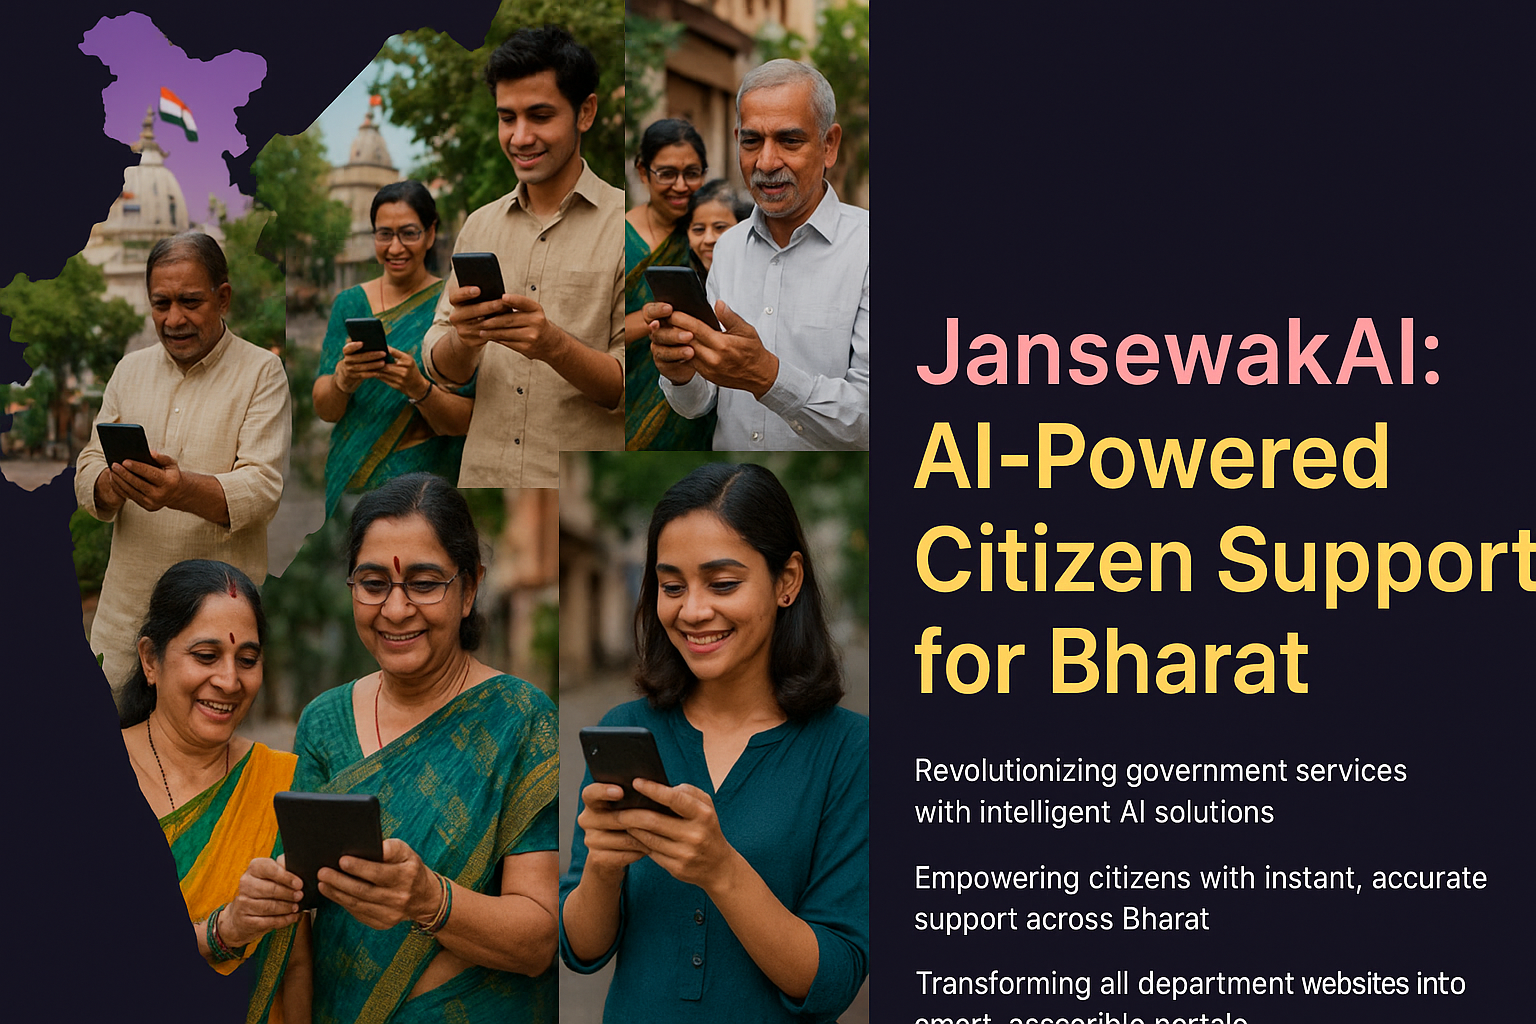 JansewakAI:
AI-Powered
Citizen Support
for Bharat
Revolutionizing government services
with intelligent AI solutions
Empowering citizens with instant, accurate
support across Bharat
Transforming all department websites into